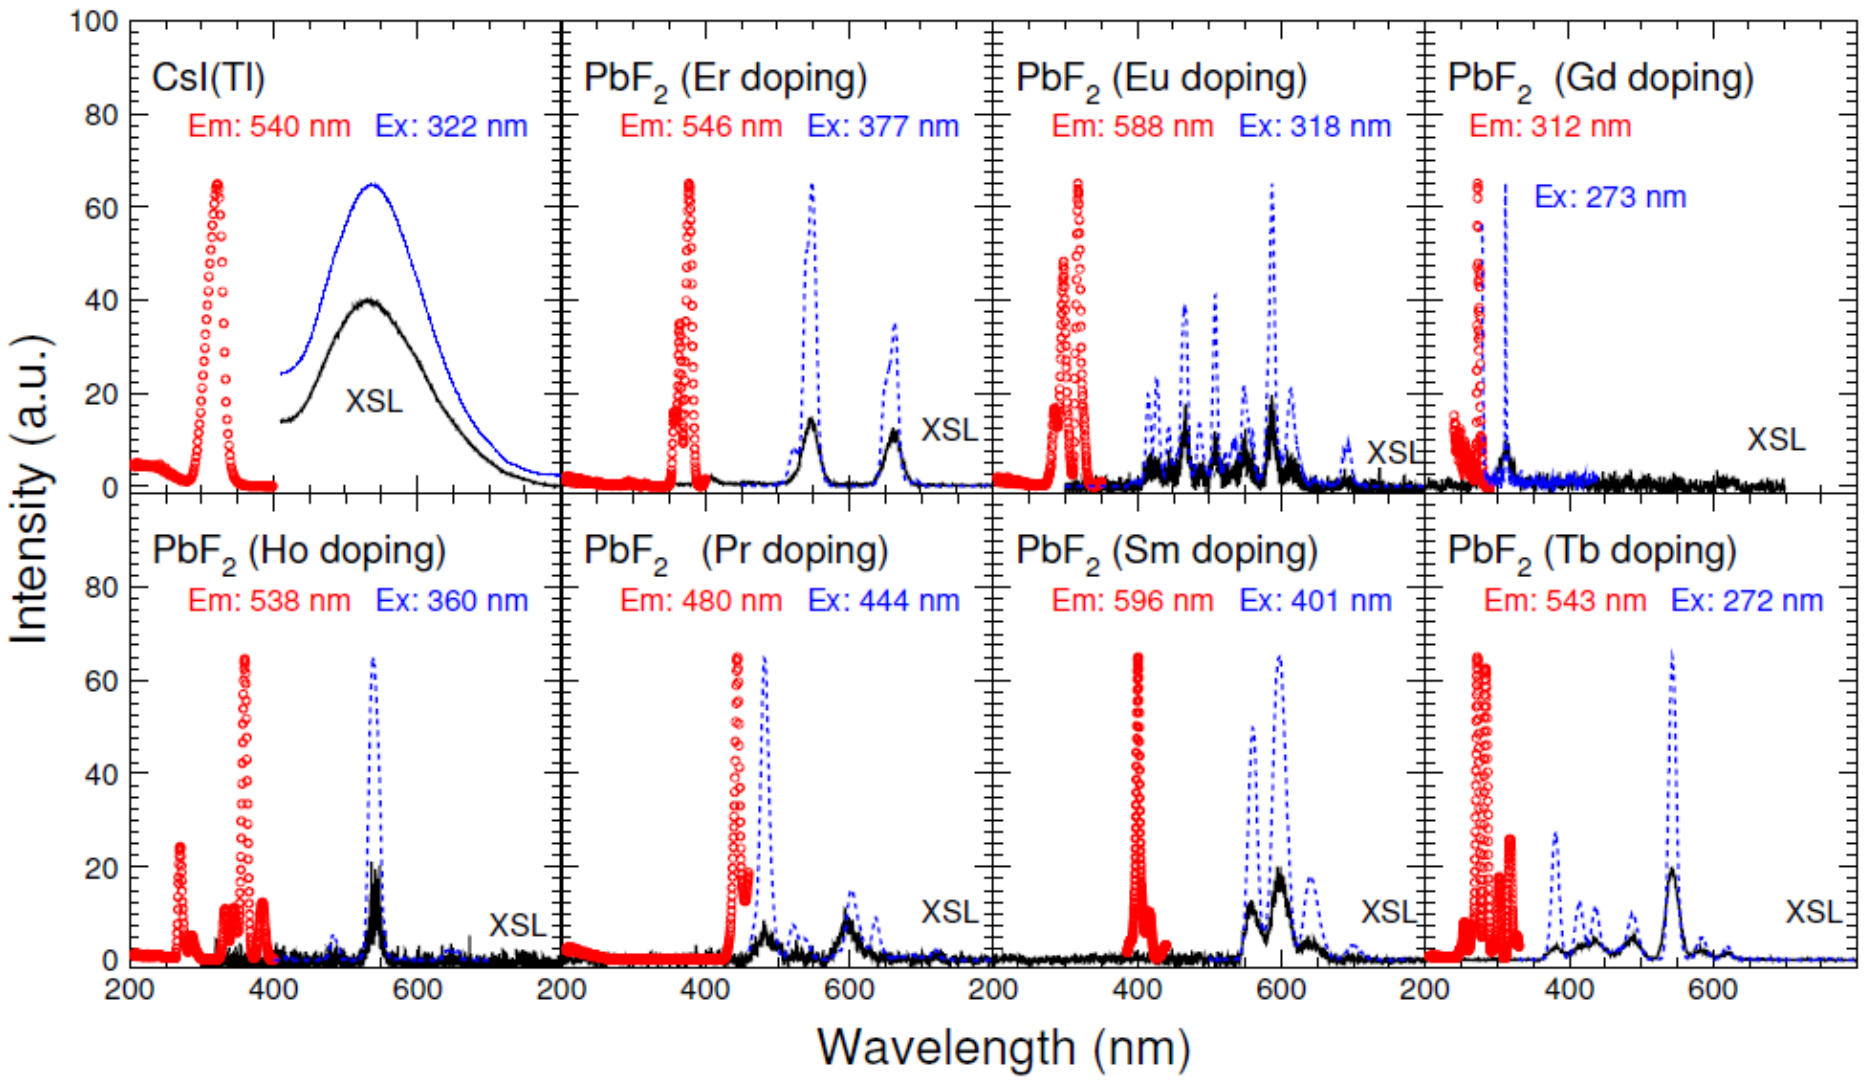 Intensity (a.u.)
100
80
60
40
20
0
CsI(Tl)
Em: 540 nm Ex: 322 nm
XSL
PbF2 (Er doping)
Em: 546 nm Ex: 377 nm
XSL
PbF2 (Eu doping)
Em: 588 nm Ex: 318 nm
XSL
PbF2 (Gd doping)
Em: 312 nm
Ex: 273 nm
XSL
80
60
40
20
0
PbF2 (Ho doping)
Em: 538 nm Ex: 360 nm
XSL
PbF2 (Pr doping)
Em: 480 nm Ex: 444 nm
XSL
PbF2 (Sm doping)
Em: 596 nm Ex: 401 nm
XSL
PbF2 (Tb doping)
Em: 543 nm Ex: 272 nm
XSL
200 400 600 200 400 600 200 400 600 200 400 600
Wavelength (nm)